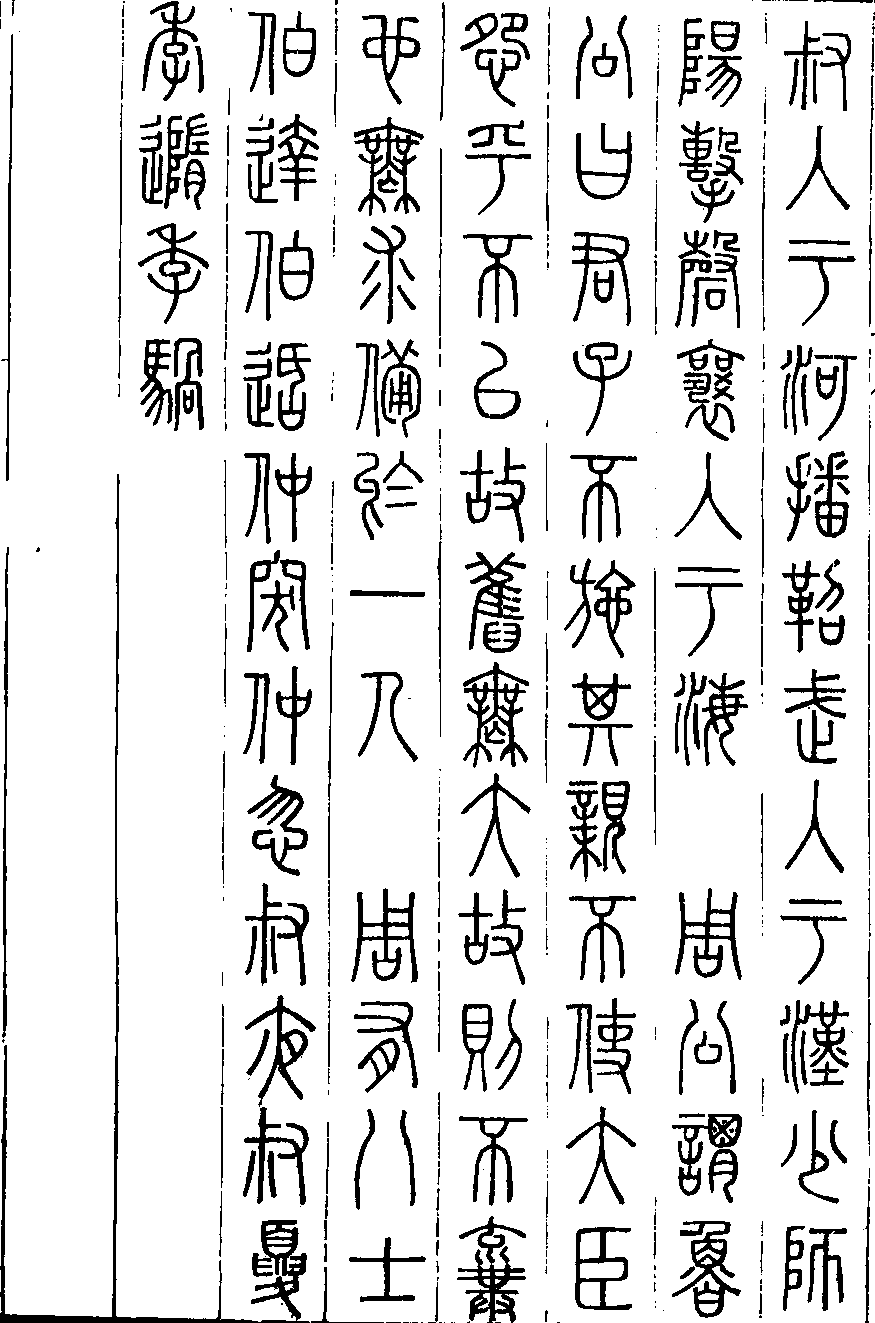 叔入于河播鞀武入于漢少師
陽擊磬襄入于海　周公謂魯
公曰君子不施其親不使大臣
怨乎不以故舊無大故則不棄
也無求備於一人　周有八士
伯達伯适仲突仲忽叔夜叔夏
季隨季騧